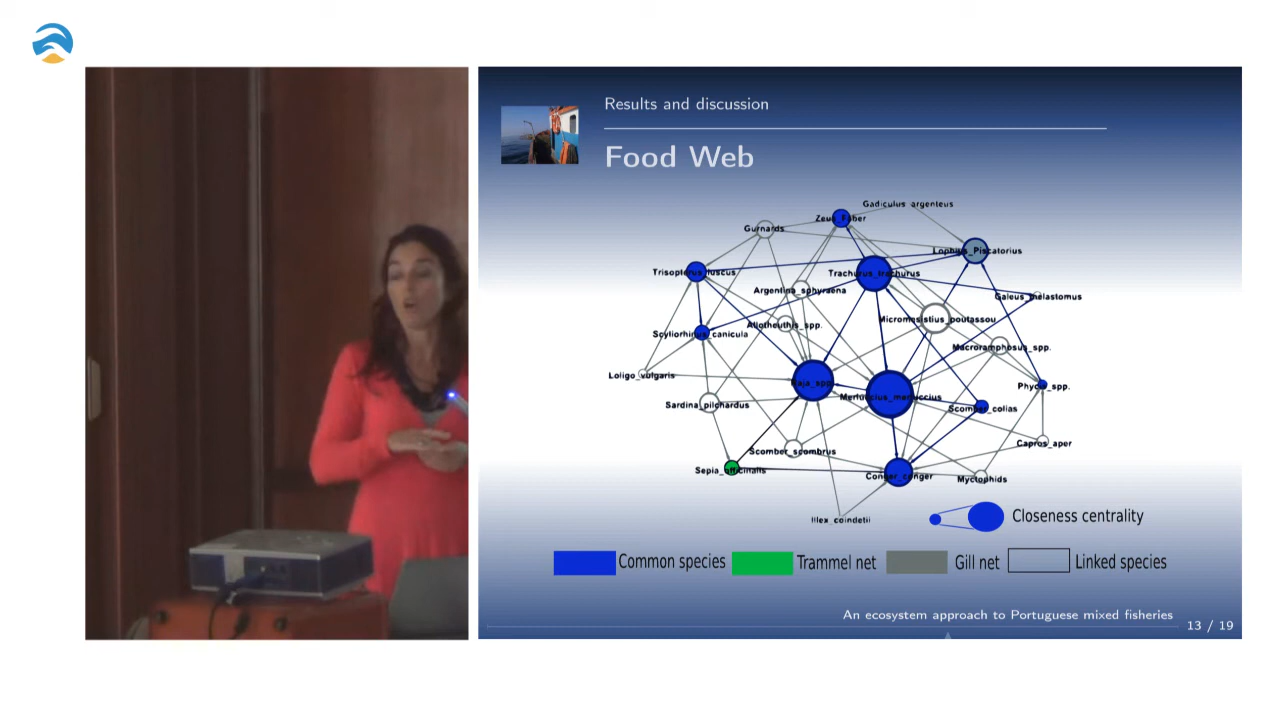 Results and discussion
Food Web
Gadiculus argenteus
Zeus_Faber
Gurnards
Lophius_Piscatorius
Trisopterus_luscus
Trachurus_trachurus
Argentina_sphyraena
Galeus_melastomus
Micromesistius_poutassou
Alloteuthis_spp.
Scyliorhinus_canicula
Macroramphosus_spp.
Loligo_vulgaris
Raja_spp.
Phycis_spp.
Merluccius_merluccius
Sardina_pilchardus
Scomber_colias
Capros_aper
Scomber_scombrus
Sepia_officinalis
Conger_conger
Myctophids
Illex_coindetii
Closeness centrality
Common species
Trammel net
Gill net
Linked species
An ecosystem approach to Portuguese mixed fisheries
13 / 19